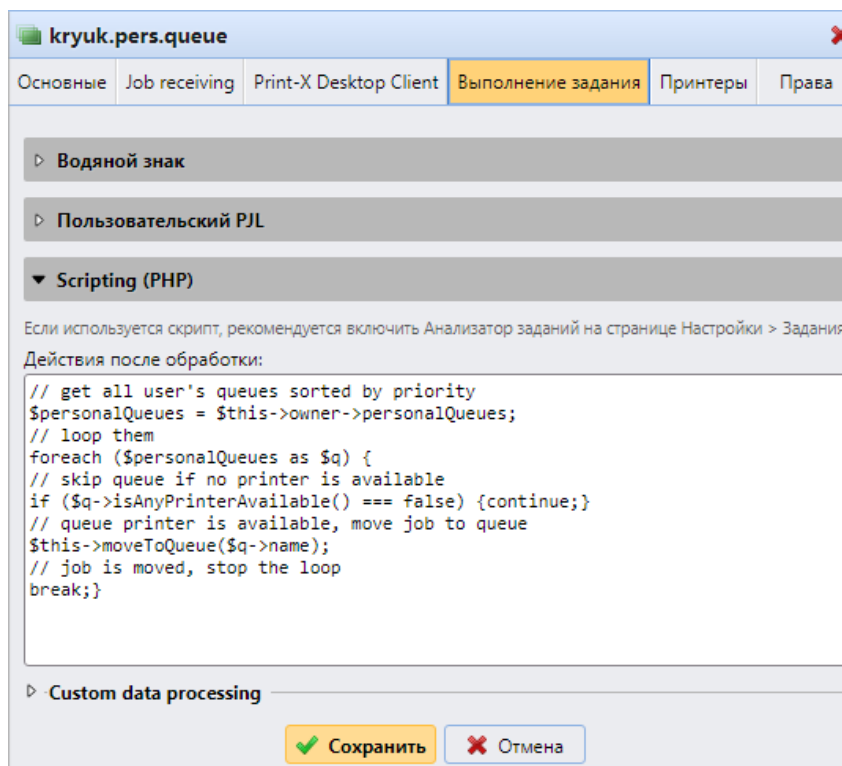 kryuk.pers.queue
Основные Job receiving Print-X Desktop Client Выполнение задания Принтеры Права
Водяной знак
Пользовательский PJL
Scripting (PHP)
Если используется скрипт, рекомендуется включить Анализатор заданий на странице Настройки > Задания
Действия после обработки:
// get all user's queues sorted by priority
$personalQueues = $this->owner->personalQueues;
// loop them
foreach ($personalQueues as $q) {
// skip queue if no printer is available
if ($q->isAnyPrinterAvailable() === false) {continue;}
// queue printer is available, move job to queue
$this->moveToQueue($q->name);
// job is moved, stop the loop
break;}
Custom data processing
Сохранить Отмена